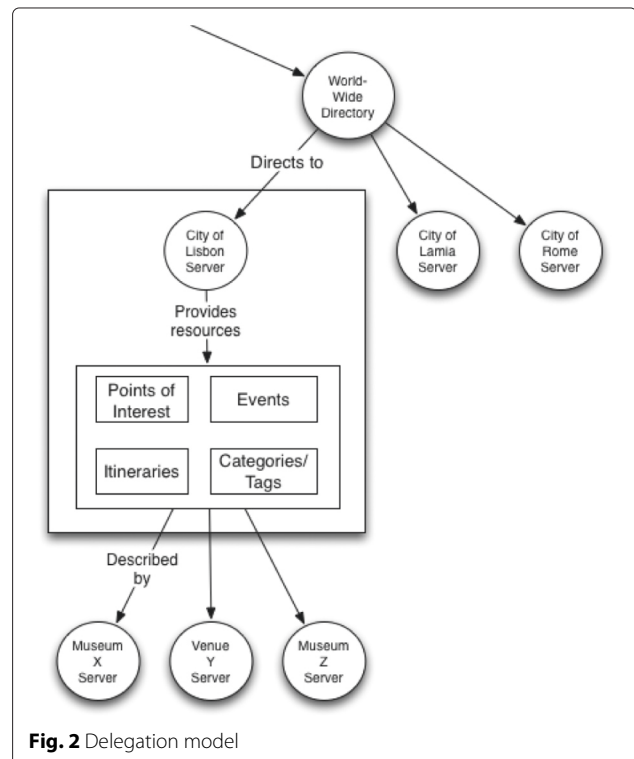 World-
Wide
Directory
Directs to
City of
Lisbon
Server
City of
Lamia
Server
City of
Rome
Server
Provides
resources
Points of
Interest
Events
Itineraries
Categories/
Tags
Described
by
Museum
X
Server
Venue
Y
Server
Museum
Z
Server
Fig. 2 Delegation model